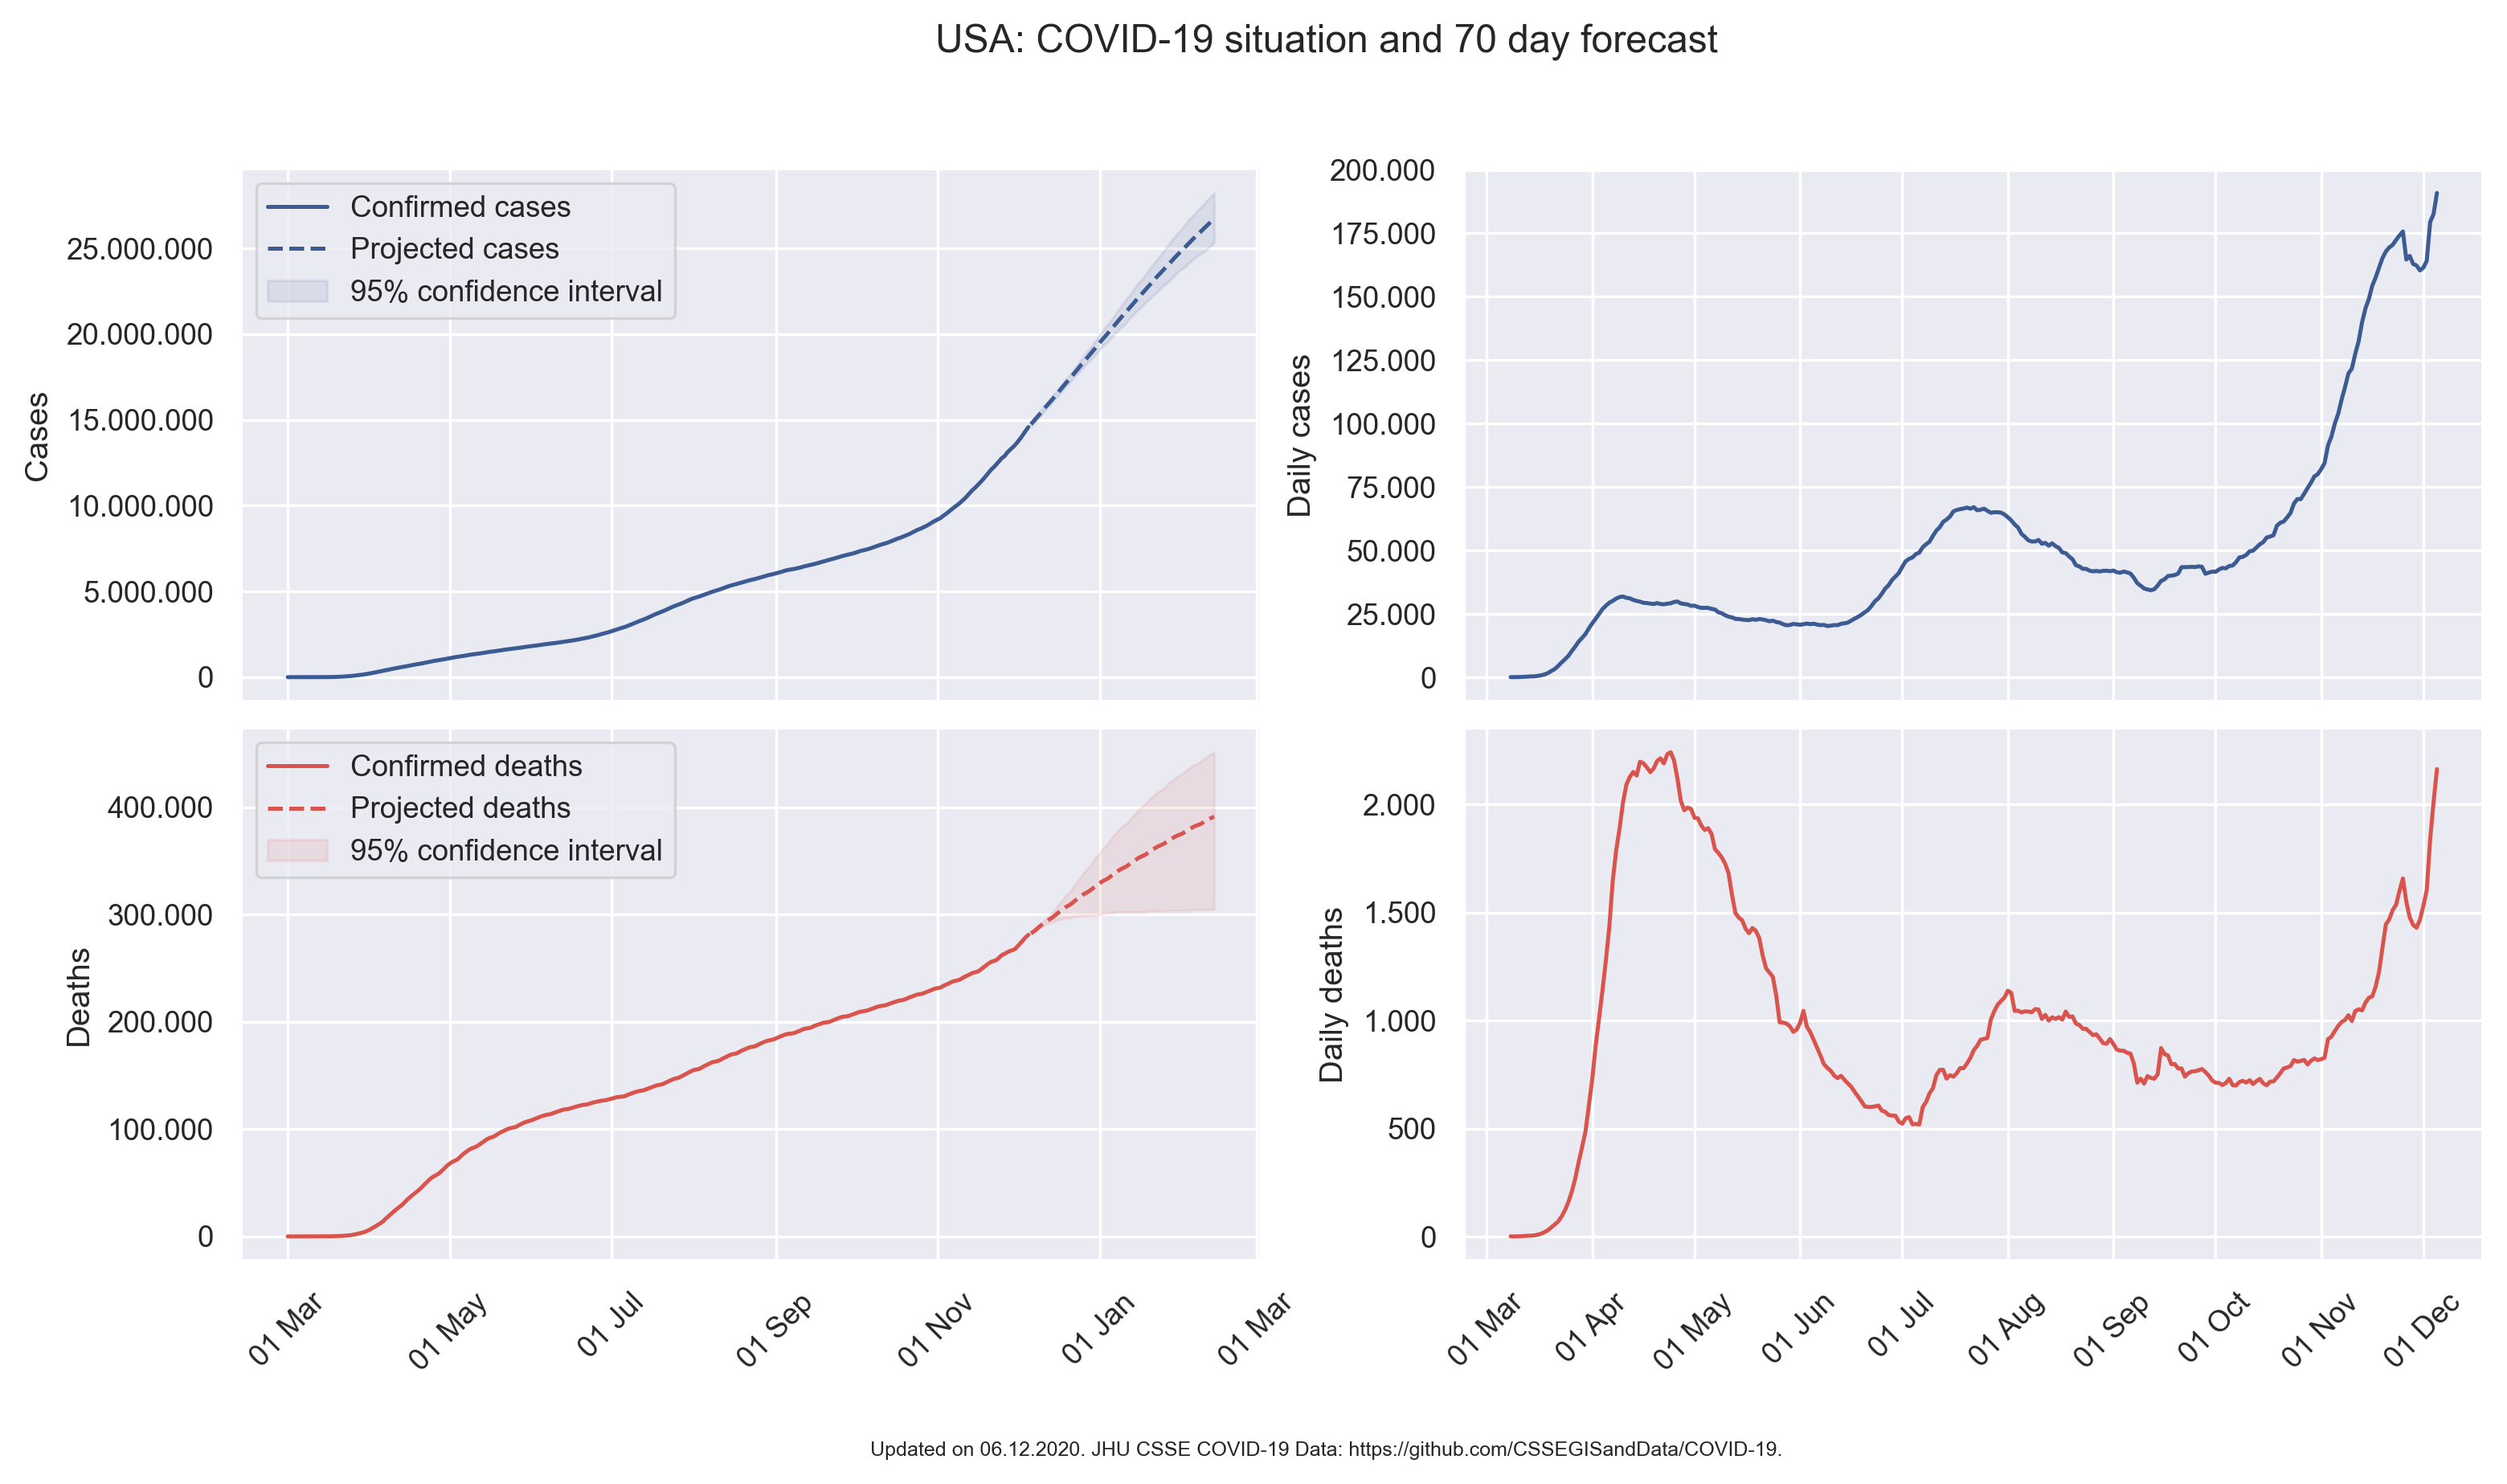 USA: COVID-19 situation and 70 day forecast
Confirmed cases
Projected cases
95% confidence interval
25.000.000
20.000.000
15.000.000
10.000.000
5.000.000
0
Cases
200.000
175.000
150.000
125.000
100.000
75.000
50.000
25.000
0
Daily cases
Confirmed deaths
Projected deaths
95% confidence interval
400.000
300.000
200.000
100.000
0
Deaths
01 Mar
01 May
01 Jul
01 Sep
01 Nov
01 Jan
01 Mar
2.000
1.500
1.000
500
0
Daily deaths
01 Mar
01 Apr
01 May
01 Jun
01 Jul
01 Aug
01 Sep
01 Oct
01 Nov
01 Dec
Updated on 06.12.2020. JHU CSSE COVID-19 Data: https://github.com/CSSEGISandData/COVID-19.